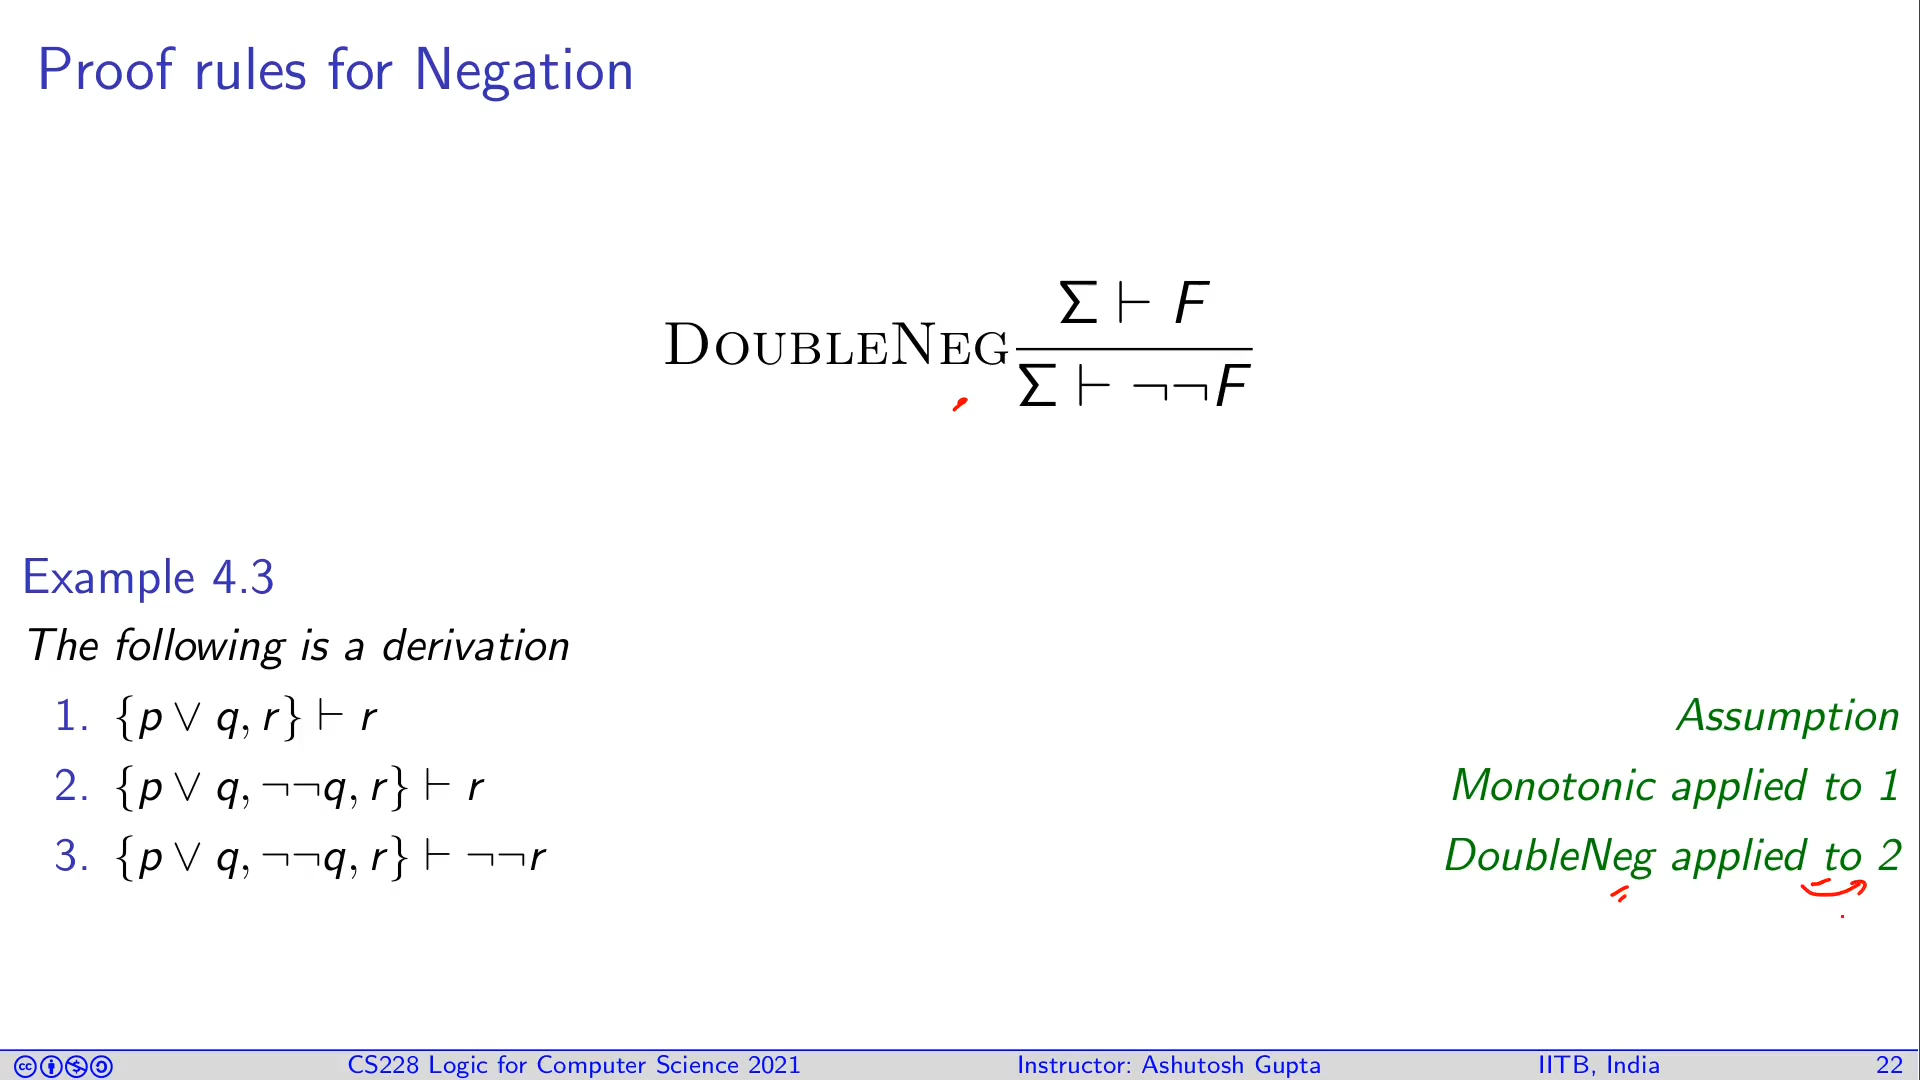 Proof rules for Negation
DoubleNeg Σ ⊢ F
Σ ⊢ ¬¬F
Example 4.3
The following is a derivation
1. {p ∨ q, r} ⊢ r Assumption
2. {p ∨ q, ¬¬q, r} ⊢ r Monotonic applied to 1
3. {p ∨ q, ¬¬q, r} ⊢ ¬¬r DoubleNeg applied to 2
CS228 Logic for Computer Science 2021 Instructor: Ashutosh Gupta IITB, India 22